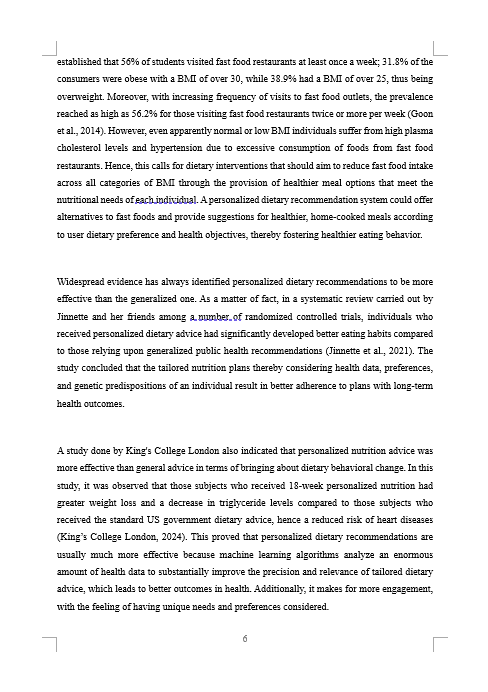 established that 56% of students visited fast food restaurants at least once a week; 31.8% of the
consumers were obese with a BMI of over 30, while 38.9% had a BMI of over 25, thus being
overweight. Moreover, with increasing frequency of visits to fast food outlets, the prevalence
reached as high as 56.2% for those visiting fast food restaurants twice or more per week (Goon
et al., 2014). However, even apparently normal or low BMI individuals suffer from high plasma
cholesterol levels and hypertension due to excessive consumption of foods from fast food
restaurants. Hence, this calls for dietary interventions that should aim to reduce fast food intake
across all categories of BMI through the provision of healthier meal options that meet the
nutritional needs of each individual. A personalized dietary recommendation system could offer
alternatives to fast foods and provide suggestions for healthier, home-cooked meals according
to user dietary preference and health objectives, thereby fostering healthier eating behavior.
Widespread evidence has always identified personalized dietary recommendations to be more
effective than the generalized one. As a matter of fact, in a systematic review carried out by
Jinnette and her friends among a number of randomized controlled trials, individuals who
received personalized dietary advice had significantly developed better eating habits compared
to those relying upon generalized public health recommendations (Jinnette et al., 2021). The
study concluded that the tailored nutrition plans thereby considering health data, preferences,
and genetic predispositions of an individual result in better adherence to plans with long-term
health outcomes.
A study done by King's College London also indicated that personalized nutrition advice was
more effective than general advice in terms of bringing about dietary behavioral change. In this
study, it was observed that those subjects who received 18-week personalized nutrition had
greater weight loss and a decrease in triglyceride levels compared to those subjects who
received the standard US government dietary advice, hence a reduced risk of heart diseases
(King's College London, 2024). This proved that personalized dietary recommendations are
usually much more effective because machine learning algorithms analyze an enormous
amount of health data to substantially improve the precision and relevance of tailored dietary
advice, which leads to better outcomes in health. Additionally, it makes for more engagement,
with the feeling of having unique needs and preferences considered.
6